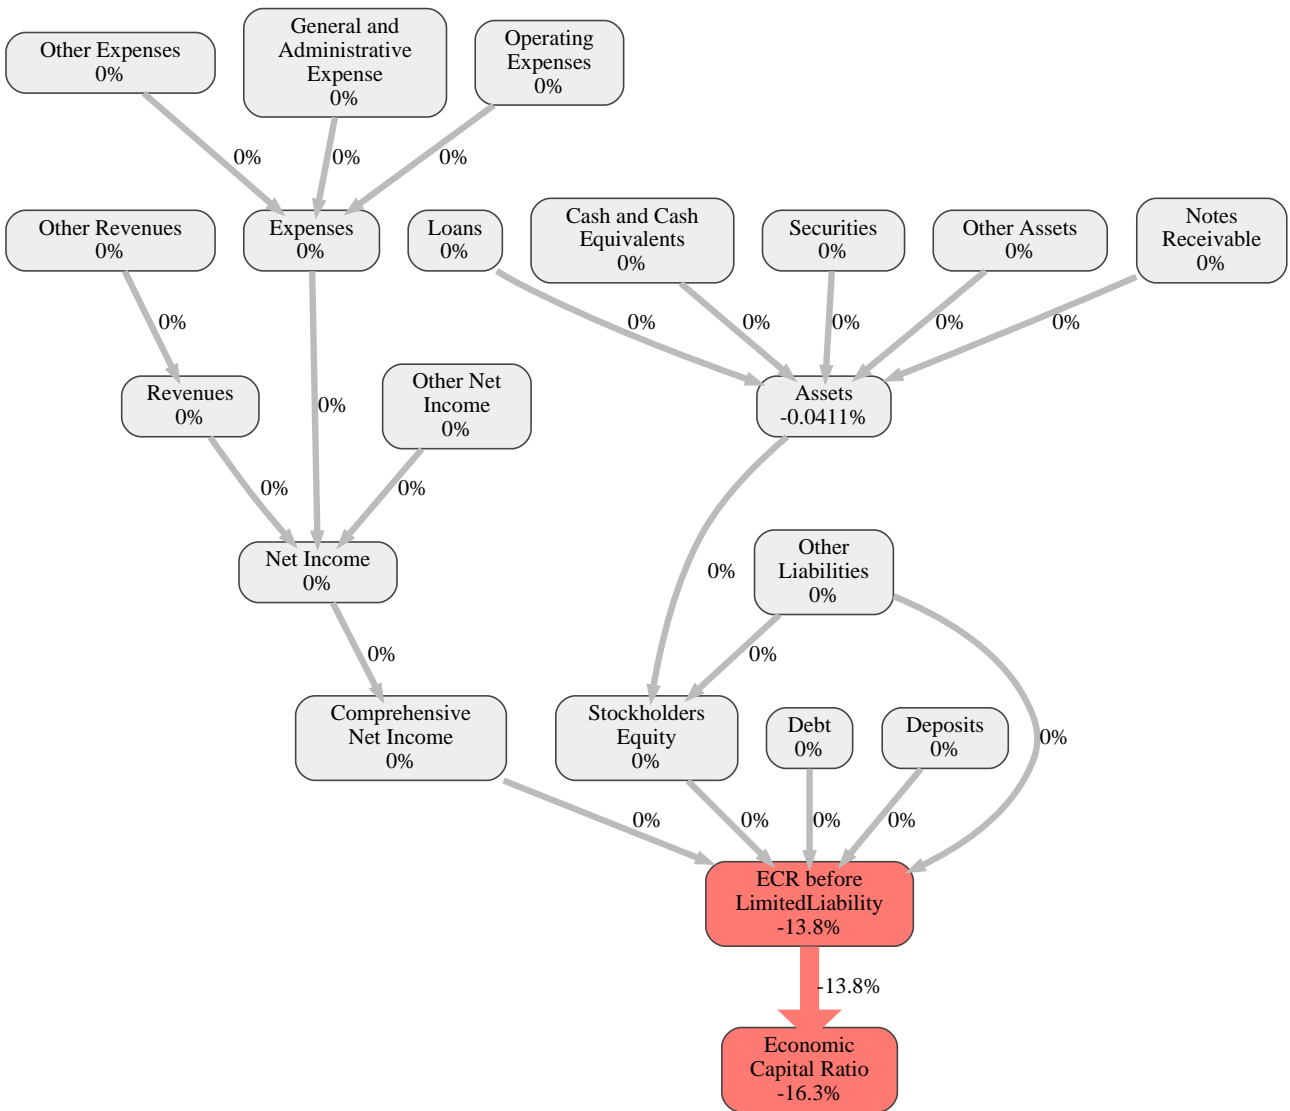 Other Expenses
0%
General and
Administrative
Expense
0%
Operating
Expenses
0%
0%
0%
0%
Other Revenues
0%
Expenses
0%
Loans
0%
Cash and Cash
Equivalents
0%
Securities
0%
Other Assets
0%
Notes
Receivable
0%
0%
0%
0%
0%
0%
0%
Revenues
0%
0%
Other Net
Income
0%
Assets
-0.0411%
0%
0%
Net Income
0%
0%
Other
Liabilities
0%
0%
0%
Comprehensive
Net Income
0%
Stockholders
Equity
0%
Debt
0%
Deposits
0%
0%
0%
0%
0%
0%
ECR before
LimitedLiability
-13.8%
-13.8%
Economic
Capital Ratio
-16.3%